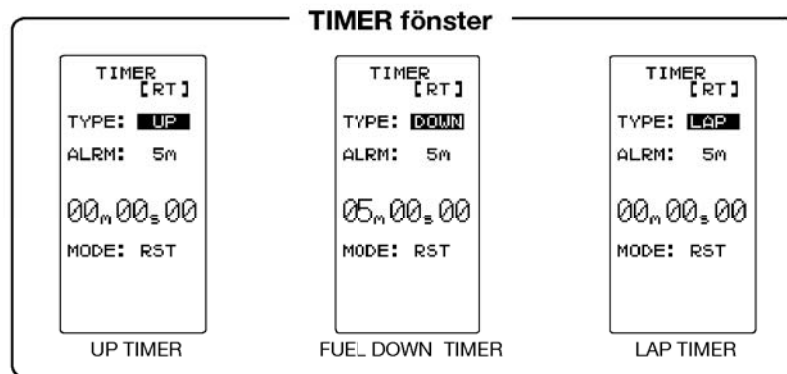 TIMER fönster
TIMER
[RT]
TYPE: UP
ALRM: 5m
00m00s00
MODE: RST
UP TIMER
TIMER
[RT]
TYPE: DOWN
ALRM: 5m
05m00s00
MODE: RST
FUEL DOWN TIMER
TIMER
[RT]
TYPE: LAP
ALRM: 5m
00m00s00
MODE: RST
LAP TIMER